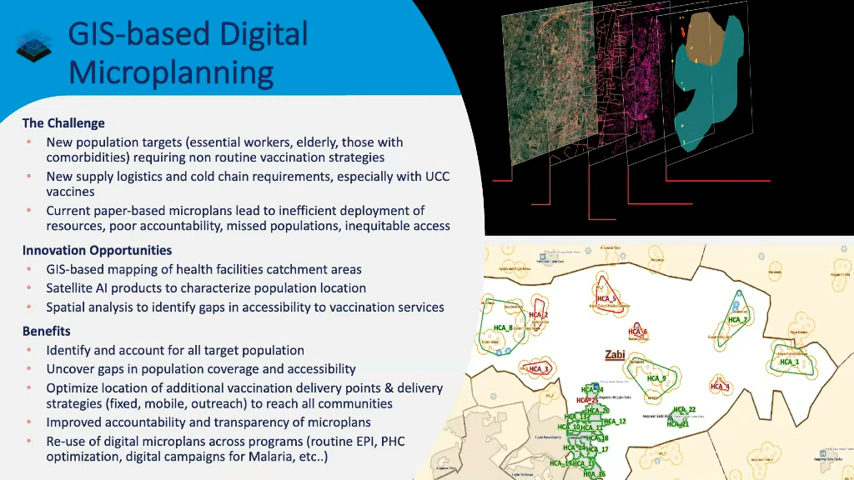 GIS-based Digital
Microplanning
The Challenge
• New population targets (essential workers, elderly, those with
comorbidities) requiring non routine vaccination strategies
• New supply logistics and cold chain requirements, especially with UCC
vaccines
• Current paper-based microplans lead to inefficient deployment of
resources, poor accountability, missed populations, inequitable access
Innovation Opportunities
• GIS-based mapping of health facilities catchment areas
• Satellite AI products to characterize population location
• Spatial analysis to identify gaps in accessibility to vaccination services
Benefits
• Identify and account for all target population
• Uncover gaps in population coverage and accessibility
• Optimize location of additional vaccination delivery points & delivery
strategies (fixed, mobile, outreach) to reach all communities
• Improved accountability and transparency of microplans
• Re-use of digital microplans across programs (routine EPI, PHC
optimization, digital campaigns for Malaria, etc..)
HCA_5
HCA_2
HCA_8
HCA_6
HCA_7
Zabi
HCA_1
HCA_3
HCA_9
HCA_4
HCA_20
HCA_22
HCA_12
HCA_21
HCA_18
HCA_17
HCA_16